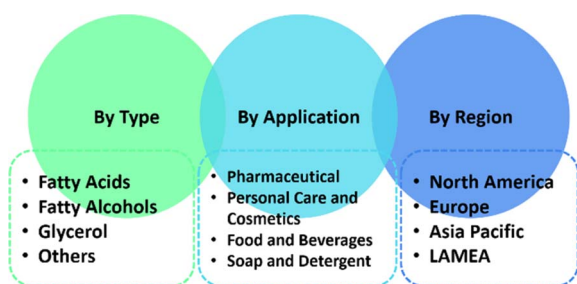 By Type
By Application
By Region
• Fatty Acids
• Fatty Alcohols
• Glycerol
• Others
• Pharmaceutical
• Personal Care and
Cosmetics
• Food and Beverages
• Soap and Detergent
• North America
• Europe
• Asia Pacific
• LAMEA